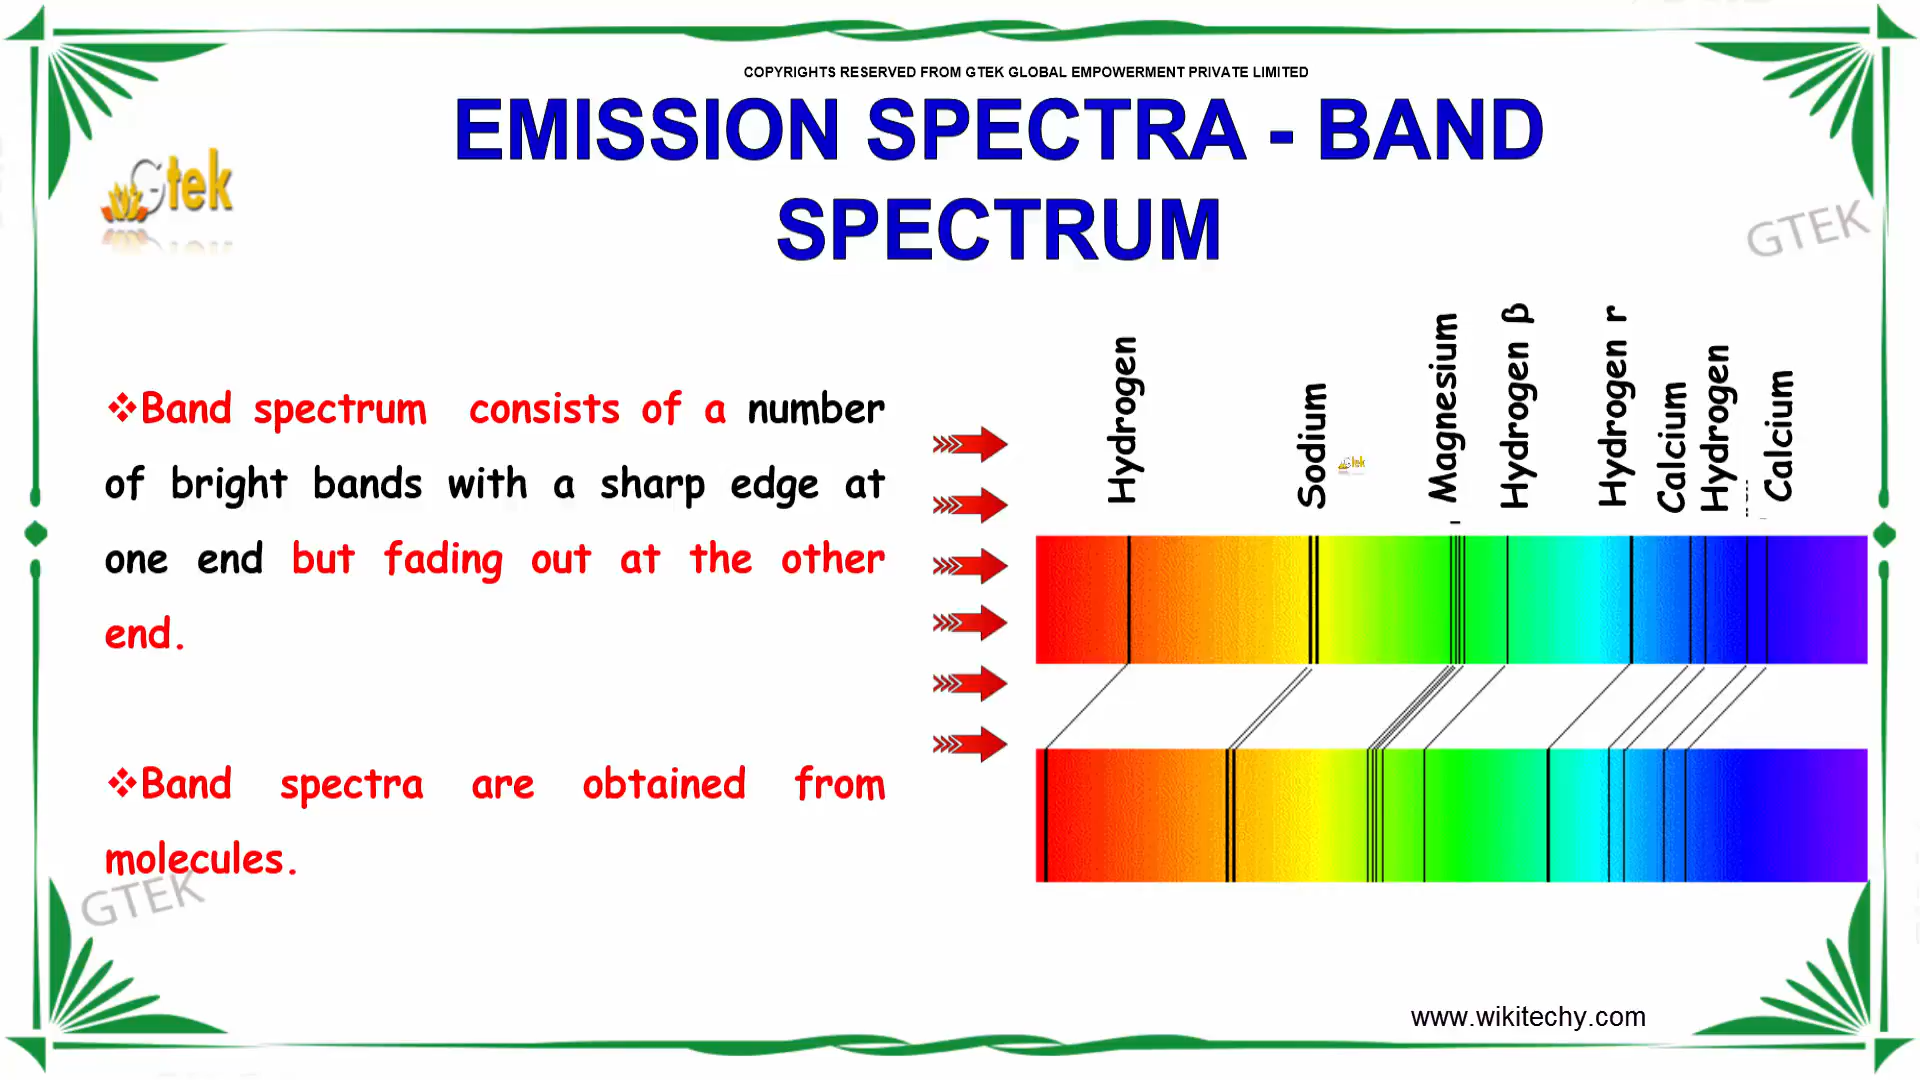 COPYRIGHTS RESERVED FROM GTEK GLOBAL EMPOWERMENT PRIVATE LIMITED
EMISSION SPECTRA - BAND
SPECTRUM
Gtek
GTEK
❖Band spectrum consists of a number
of bright bands with a sharp edge at
one end but fading out at the other
end.
❖Band spectra are obtained from
molecules.
Hydrogen
Sodium
Gtek
Magnesium
Hydrogen β
Hydrogen r
Calcium
Hydrogen
Calcium
GTEK
www.wikitechy.com